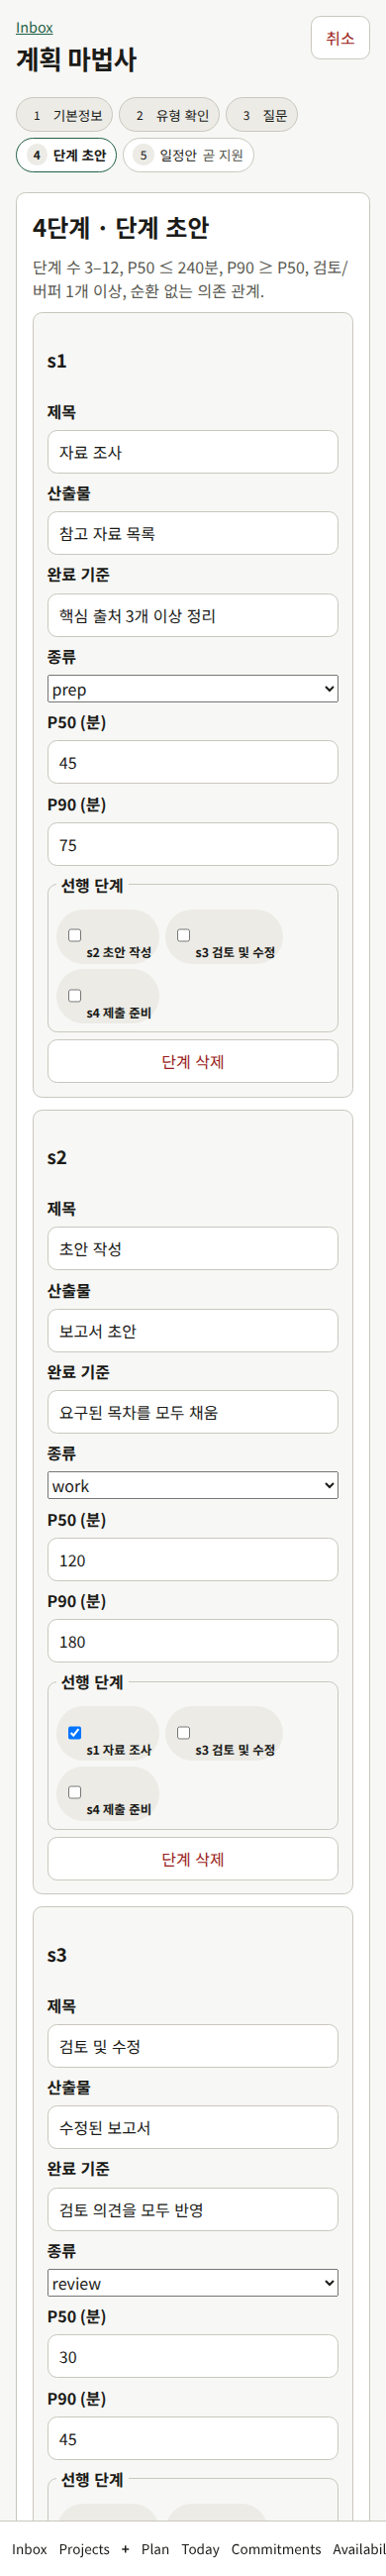 Inbox
계획 마법사
취소
1 기본정보 2 유형 확인 3 질문
4 단계 초안 5 일정안 곧 지원
4단계 · 단계 초안
단계 수 3–12, P50 ≤ 240분, P90 ≥ P50, 검토/
버퍼 1개 이상, 순환 없는 의존 관계.
s1
제목
자료 조사
산출물
참고 자료 목록
완료 기준
핵심 출처 3개 이상 정리
종류
prep
P50 (분)
45
P90 (분)
75
선행 단계
s2 초안 작성 s3 검토 및 수정
s4 제출 준비
단계 삭제
s2
제목
초안 작성
산출물
보고서 초안
완료 기준
요구된 목차를 모두 채움
종류
work
P50 (분)
120
P90 (분)
180
선행 단계
s1 자료 조사 s3 검토 및 수정
s4 제출 준비
단계 삭제
s3
제목
검토 및 수정
산출물
수정된 보고서
완료 기준
검토 의견을 모두 반영
종류
review
P50 (분)
30
P90 (분)
45
선행 단계
Inbox Projects + Plan Today Commitments Availabil